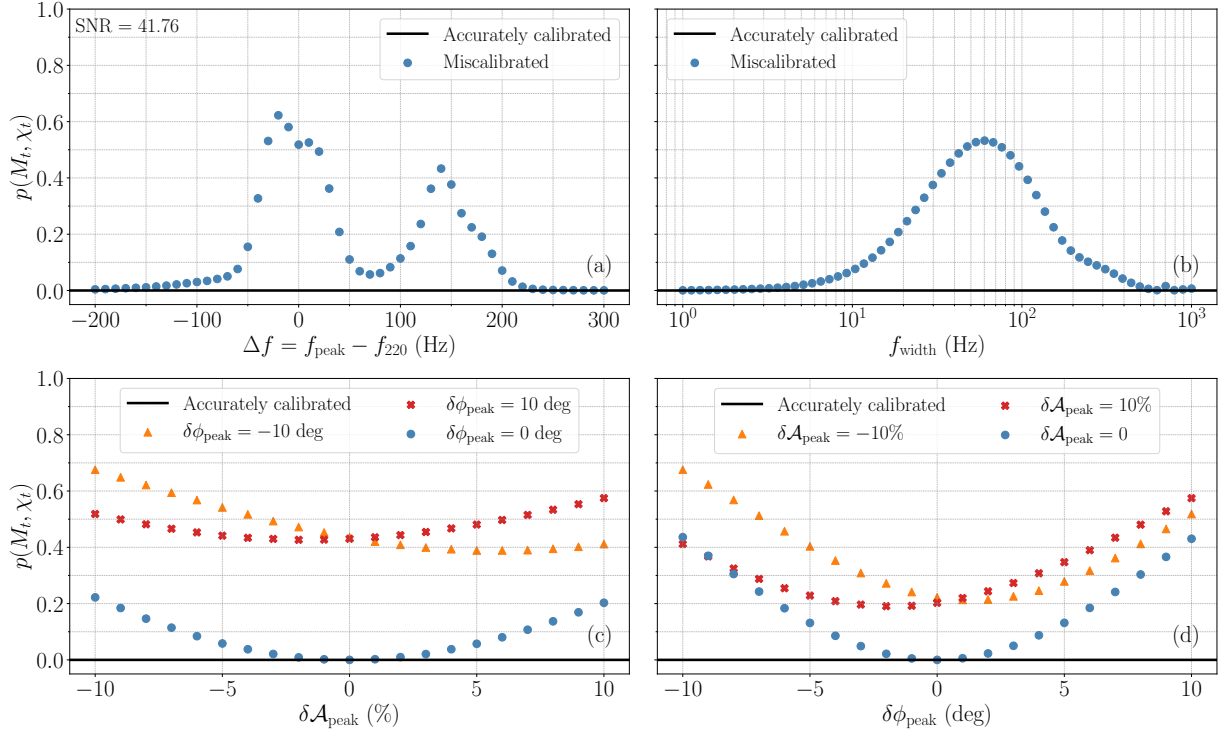 SNR = 41.76
Accurately calibrated
Miscalibrated
1.0
0.8
0.6
0.4
0.2
0.0
p(M_t, χ_t)
(a)
−200
−100
0
100
200
300
Δf = f_peak − f_220 (Hz)
Accurately calibrated
Miscalibrated
(b)
10^0
10^1
10^2
10^3
f_width (Hz)
Accurately calibrated
δϕ_peak = −10 deg
δϕ_peak = 10 deg
δϕ_peak = 0 deg
1.0
0.8
0.6
0.4
0.2
0.0
p(M_t, χ_t)
(c)
−10
−5
0
5
10
δ𝒜_peak (%)
Accurately calibrated
δ𝒜_peak = −10%
δ𝒜_peak = 10%
δ𝒜_peak = 0
(d)
−10
−5
0
5
10
δϕ_peak (deg)